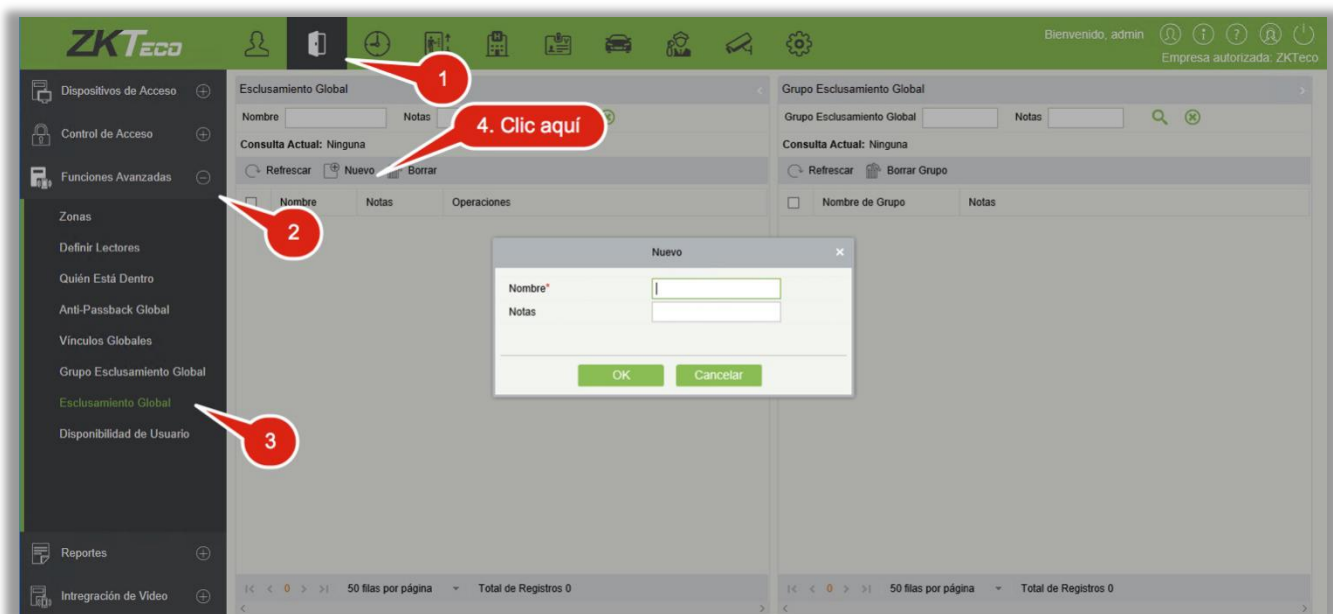 ZKTeco
Bienvenido, admin
Empresa autorizada: ZKTeco
1
Dispositivos de Acceso
Control de Acceso
Funciones Avanzadas
2
Zonas
Definir Lectores
Quién Está Dentro
Anti-Passback Global
Vínculos Globales
Grupo Esclusamiento Global
Esclusamiento Global
3
Disponibilidad de Usuario
Reportes
Intregración de Video
Esclusamiento Global
Nombre Notas
4. Clic aquí
Consulta Actual: Ninguna
Refrescar Nuevo Borrar
Nombre Notas Operaciones
0 50 filas por página Total de Registros 0
Grupo Esclusamiento Global
Grupo Esclusamiento Global Notas
Consulta Actual: Ninguna
Refrescar Borrar Grupo
Nombre de Grupo Notas
0 50 filas por página Total de Registros 0
Nuevo
Nombre*
Notas
OK Cancelar